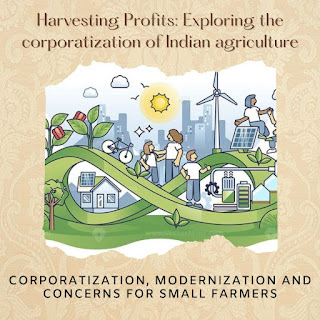 Harvesting Profits: Exploring the
corporatization of Indian agriculture
CORPORATIZATION, MODERNIZATION AND
CONCERNS FOR SMALL FARMERS